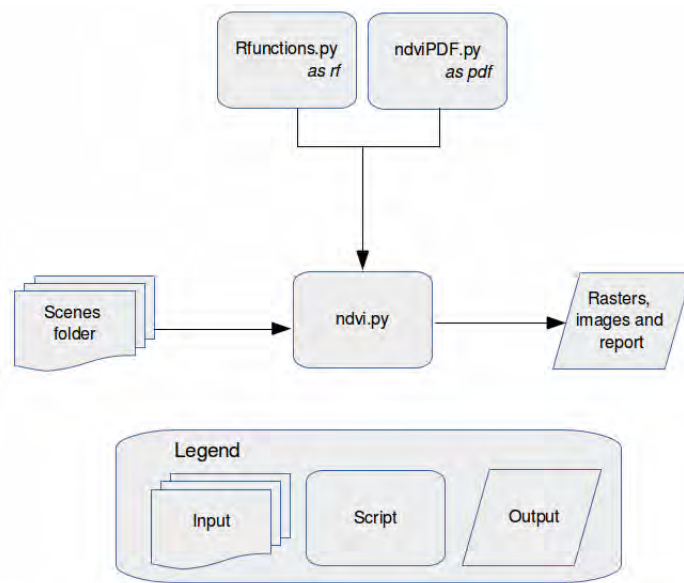 Rfunctions.py
as rf
ndviPDF.py
as pdf
Scenes
folder
ndvi.py
Rasters,
images and
report
Legend
Input
Script
Output